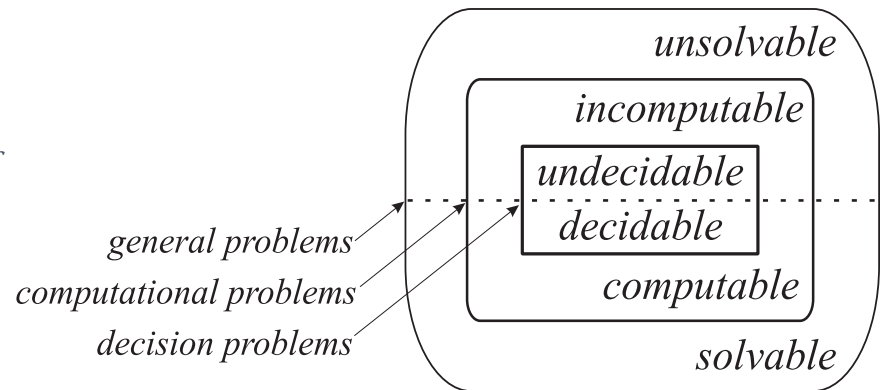 unsolvable
incomputable
undecidable
decidable
general problems
computational problems
computable
decision problems
solvable